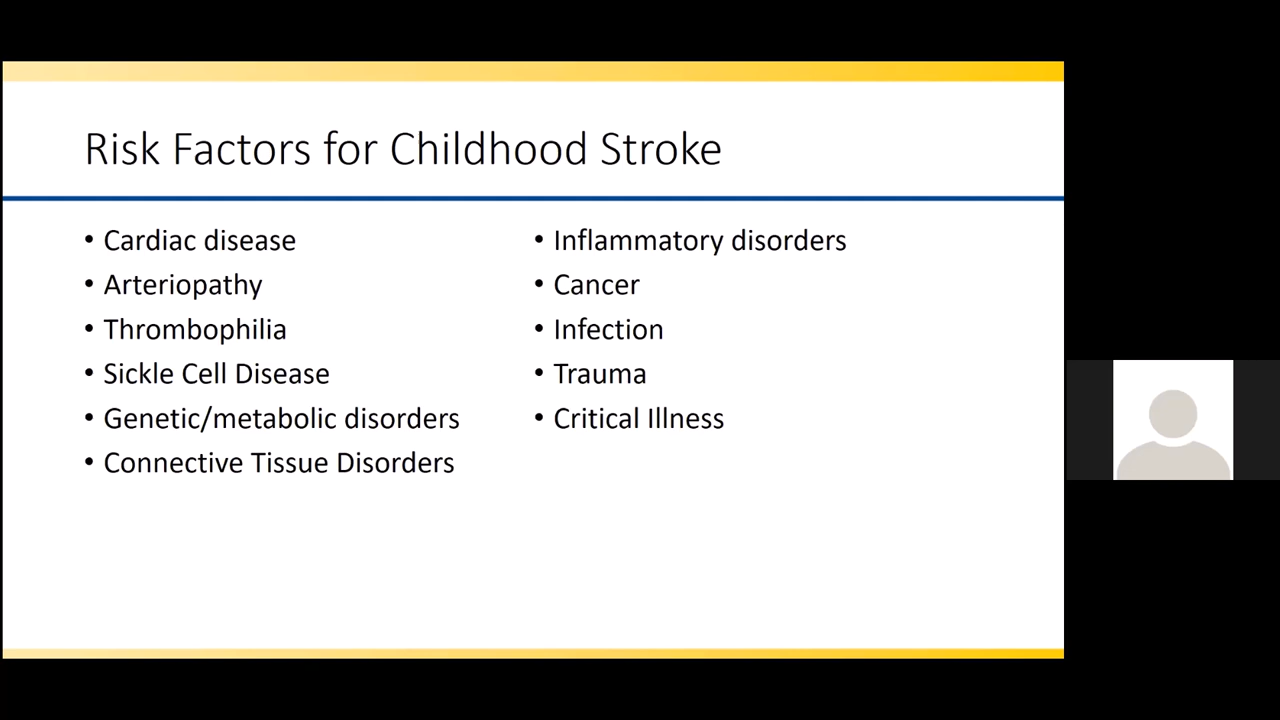 Risk Factors for Childhood Stroke
• Cardiac disease
• Arteriopathy
• Thrombophilia
• Sickle Cell Disease
• Genetic/metabolic disorders
• Connective Tissue Disorders
• Inflammatory disorders
• Cancer
• Infection
• Trauma
• Critical Illness